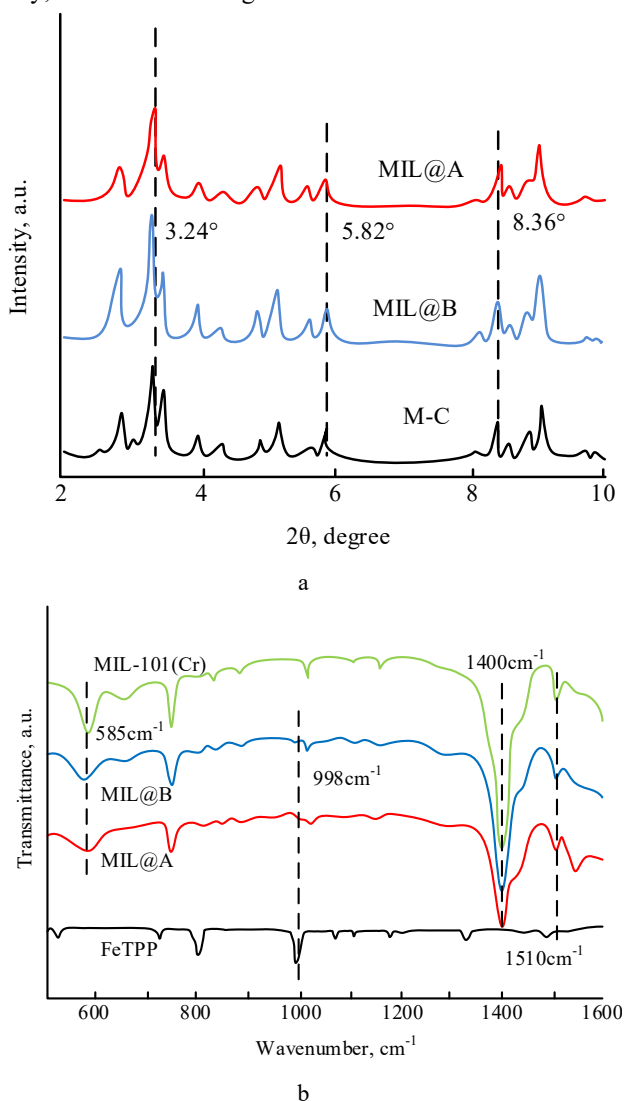 MIL@A
3.24°
5.82°
8.36°
MIL@B
M-C
Intensity, a.u.
2
4
6
8
10
2θ, degree
a
MIL-101(Cr)
1400cm⁻¹
585cm⁻¹
998cm⁻¹
MIL@B
MIL@A
FeTPP
1510cm⁻¹
Transmittance, a.u.
600
1000
1200
1400
1600
Wavenumber, cm⁻¹
b